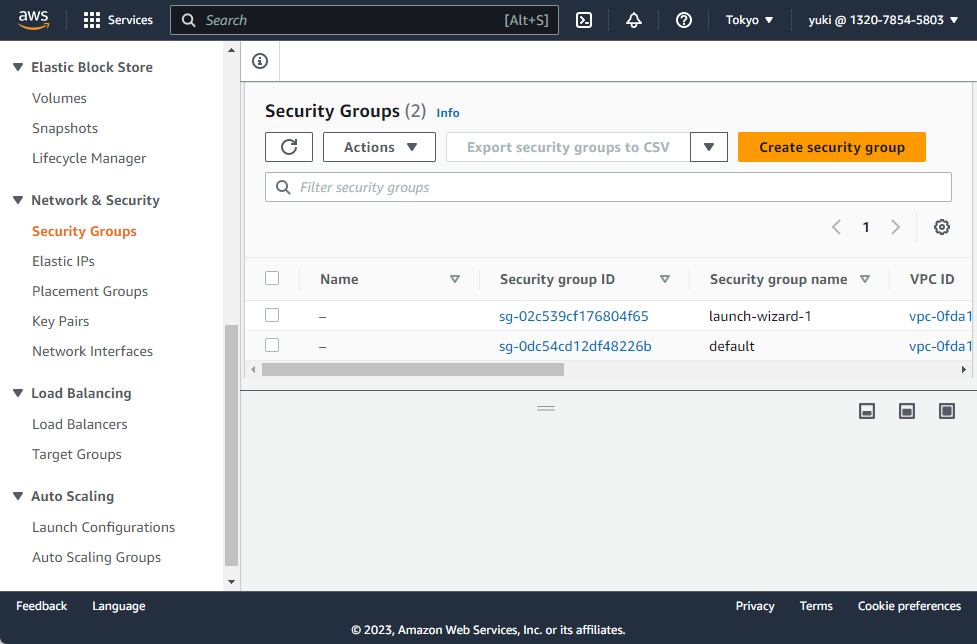 aws Services Search [Alt+S] Tokyo yuki @ 1320-7854-5803
Elastic Block Store
Volumes
Snapshots
Lifecycle Manager
Network & Security
Security Groups
Elastic IPs
Placement Groups
Key Pairs
Network Interfaces
Load Balancing
Load Balancers
Target Groups
Auto Scaling
Launch Configurations
Auto Scaling Groups
Security Groups (2) Info
Actions Export security groups to CSV Create security group
Filter security groups
1
Name Security group ID Security group name VPC ID
– sg-02c539cf176804f65 launch-wizard-1 vpc-0fda1
– sg-0dc54cd12df48226b default vpc-0fda1
Feedback Language Privacy Terms Cookie preferences
© 2023, Amazon Web Services, Inc. or its affiliates.